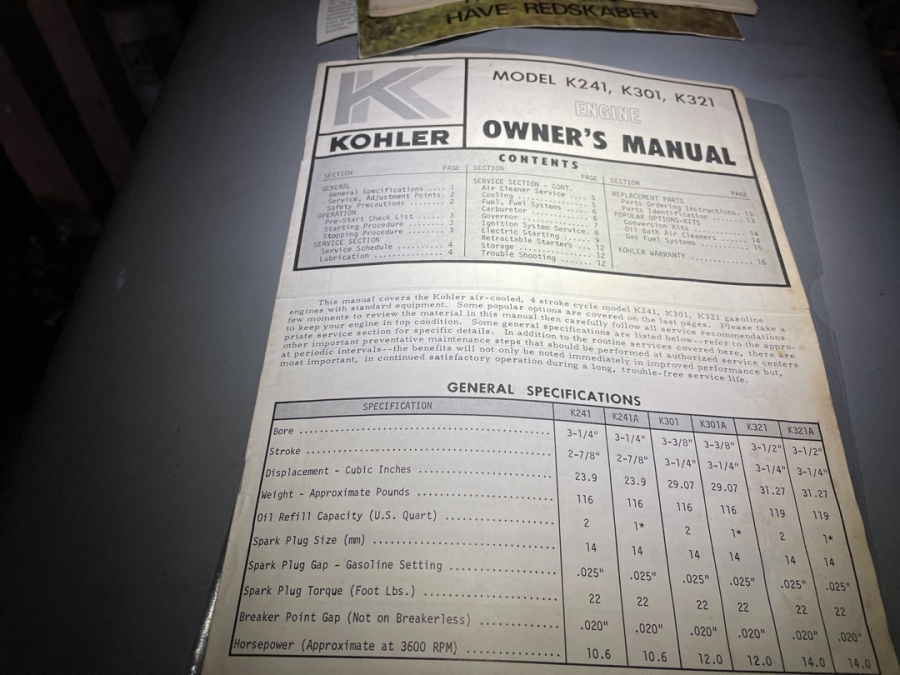 HAVE-REDSKABER
KOHLER
MODEL K241, K301, K321
ENGINE
OWNER'S MANUAL
CONTENTS
SECTION PAGE
GENERAL
General Specifications .... 1
Service, Adjustment Points. 2
Safety Precautions ........ 2
OPERATION
Pre-Start Check List ...... 3
Starting Procedure ........ 3
Stopping Procedure ........ 3
SERVICE SECTION
Service Schedule .......... 4
Lubrication ............... 4
SECTION PAGE
SERVICE SECTION - CONT.
Air Cleaner Service ..... 5
Cooling ................. 5
Fuel, Fuel Systems ...... 6
Carburetor .............. 6
Governor ................ 7
Ignition System Service. 8
Electric Starting ....... 9
Retractable Starters .... 12
Storage ................. 12
Trouble Shooting ........ 12
SECTION PAGE
REPLACEMENT PARTS
Parts Ordering Instructions. 13
Parts Identification ....... 13
POPULAR OPTIONS-KITS
Conversion Kits ............ 14
Oil Bath Air Cleaners ...... 14
Gas Fuel Systems ........... 15
KOHLER WARRANTY .............. 16
This manual covers the Kohler air-cooled, 4 stroke cycle model K241, K301, K321 gasoline
engines with standard equipment. Some popular options are covered on the last pages. Please take a
few moments to review the material in this manual then carefully follow all service recommendations
to keep your engine in top condition. Some general specifications are listed below--refer to the appro-
priate service section for specific details. In addition to the routine services covered here, there are
other important preventative maintenance steps that should be performed at authorized service centers
at periodic intervals--the benefits will not only be noted immediately in improved performance but,
most important, in continued satisfactory operation during a long, trouble-free service life.
GENERAL SPECIFICATIONS
SPECIFICATION K241 K241A K301 K301A K321 K321A
Bore 3-1/4" 3-1/4" 3-3/8" 3-3/8" 3-1/2" 3-1/2"
Stroke 2-7/8" 2-7/8" 3-1/4" 3-1/4" 3-1/4" 3-1/4"
Displacement - Cubic Inches 23.9 23.9 29.07 29.07 31.27 31.27
Weight - Approximate Pounds 116 116 116 116 119 119
Oil Refill Capacity (U.S. Quart) 2 1* 2 1* 2 1*
Spark Plug Size (mm) 14 14 14 14 14 14
Spark Plug Gap - Gasoline Setting .025" .025" .025" .025" .025" .025"
Spark Plug Torque (Foot Lbs.) 22 22 22 22 22 22
Breaker Point Gap (Not on Breakerless) .020" .020" .020" .020" .020" .020"
Horsepower (Approximate at 3600 RPM) 10.6 10.6 12.0 12.0 14.0 14.0